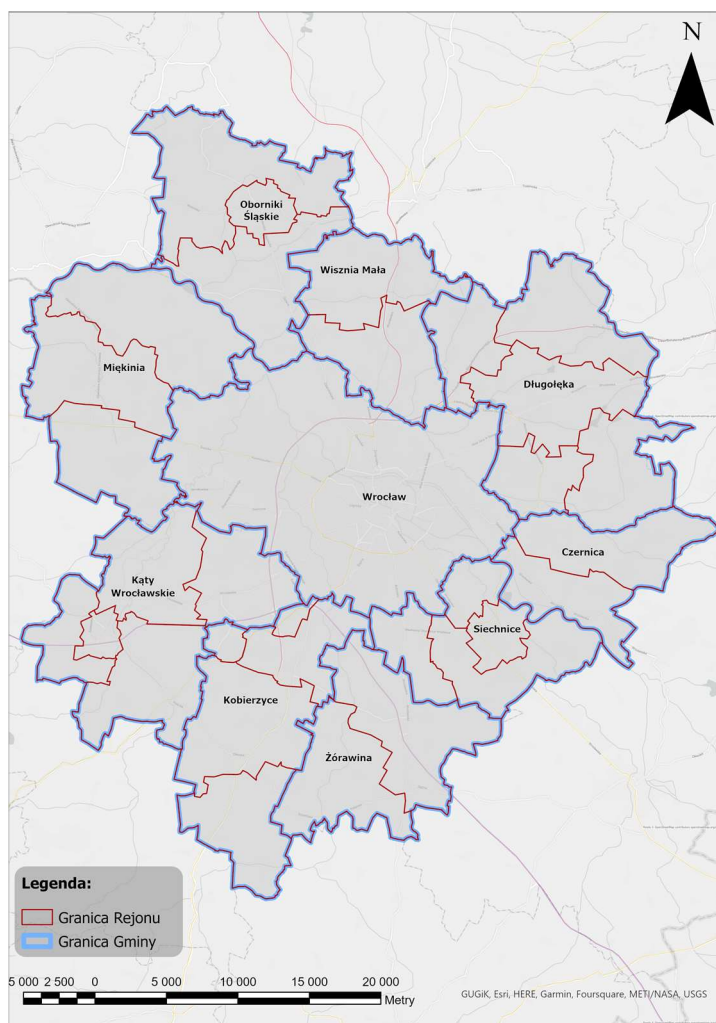 N
Oborniki
Śląskie
Wisznia Mała
Miękinia
Długołęka
Wrocław
Czernica
Kąty
Wrocławskie
Siechnice
Kobierzyce
Żórawina
Legenda:
Granica Rejonu
Granica Gminy
5 000 2 500 0 5 000 10 000 15 000 20 000
Metry
GUGiK, Esri, HERE, Garmin, Foursquare, METI/NASA, USGS